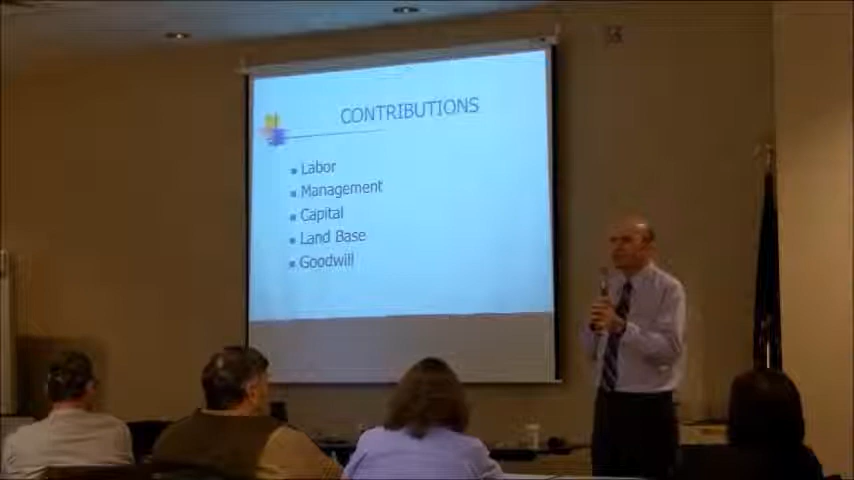 CONTRIBUTIONS
Labor
Management
Capital
Land Base
Goodwill